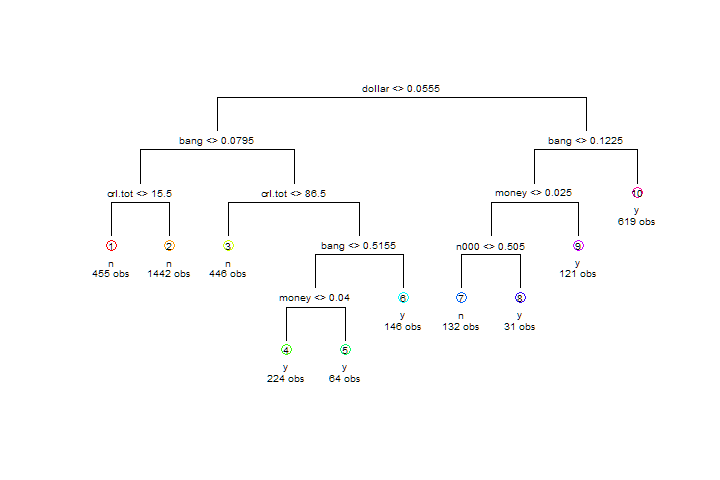 dollar <> 0.0555
bang <> 0.0795
bang <> 0.1225
crl.tot <> 15.5
crl.tot <> 86.5
money <> 0.025
10
y
619 obs
1
n
455 obs
2
n
1442 obs
3
n
446 obs
bang <> 0.5155
n000 <> 0.505
9
y
121 obs
money <> 0.04
6
y
146 obs
7
n
132 obs
8
y
31 obs
4
y
224 obs
5
y
64 obs